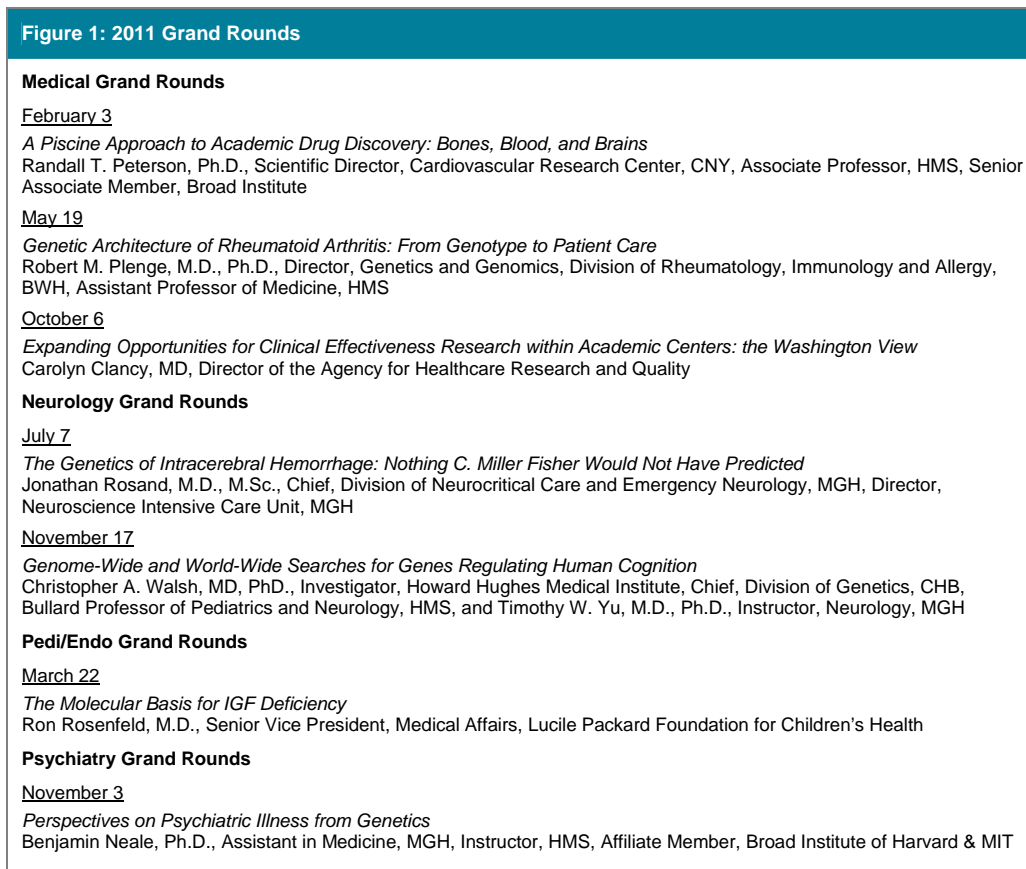 Figure 1: 2011 Grand Rounds
Medical Grand Rounds
February 3
A Piscine Approach to Academic Drug Discovery: Bones, Blood, and Brains
Randall T. Peterson, Ph.D., Scientific Director, Cardiovascular Research Center, CNY, Associate Professor, HMS, Senior
Associate Member, Broad Institute
May 19
Genetic Architecture of Rheumatoid Arthritis: From Genotype to Patient Care
Robert M. Plenge, M.D., Ph.D., Director, Genetics and Genomics, Division of Rheumatology, Immunology and Allergy,
BWH, Assistant Professor of Medicine, HMS
October 6
Expanding Opportunities for Clinical Effectiveness Research within Academic Centers: the Washington View
Carolyn Clancy, MD, Director of the Agency for Healthcare Research and Quality
Neurology Grand Rounds
July 7
The Genetics of Intracerebral Hemorrhage: Nothing C. Miller Fisher Would Not Have Predicted
Jonathan Rosand, M.D., M.Sc., Chief, Division of Neurocritical Care and Emergency Neurology, MGH, Director,
Neuroscience Intensive Care Unit, MGH
November 17
Genome-Wide and World-Wide Searches for Genes Regulating Human Cognition
Christopher A. Walsh, MD, PhD., Investigator, Howard Hughes Medical Institute, Chief, Division of Genetics, CHB,
Bullard Professor of Pediatrics and Neurology, HMS, and Timothy W. Yu, M.D., Ph.D., Instructor, Neurology, MGH
Pedi/Endo Grand Rounds
March 22
The Molecular Basis for IGF Deficiency
Ron Rosenfeld, M.D., Senior Vice President, Medical Affairs, Lucile Packard Foundation for Children's Health
Psychiatry Grand Rounds
November 3
Perspectives on Psychiatric Illness from Genetics
Benjamin Neale, Ph.D., Assistant in Medicine, MGH, Instructor, HMS, Affiliate Member, Broad Institute of Harvard & MIT